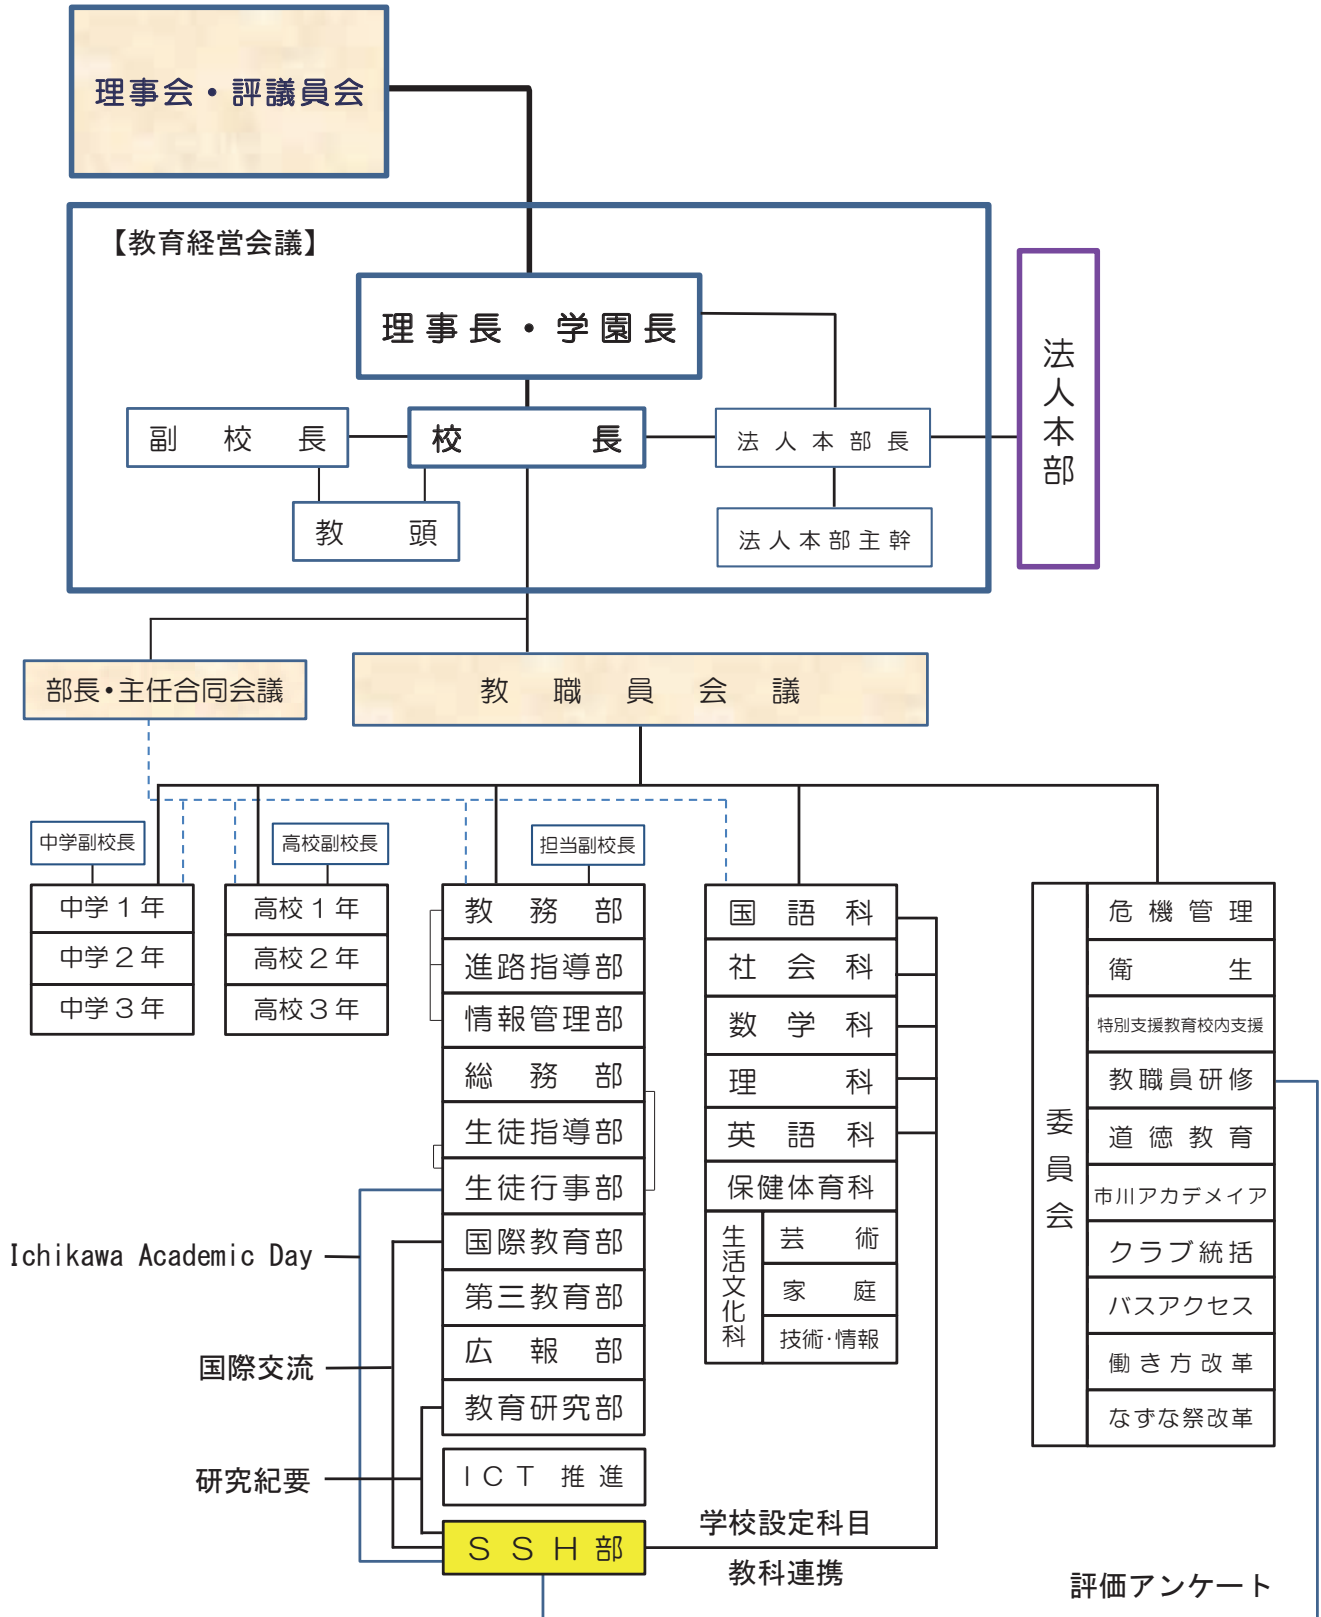 理事会・評議員会
【教育経営会議】
理事長・学園長
副校長
校長
法人本部長
教頭
法人本部主幹
法人本部
部長・主任合同会議
教職員会議
中学副校長
高校副校長
担当副校長
中学１年
中学２年
中学３年
高校１年
高校２年
高校３年
教務部
進路指導部
情報管理部
総務部
生徒指導部
生徒行事部
国際教育部
第三教育部
広報部
教育研究部
ＩＣＴ推進
ＳＳＨ部
国語科
社会科
数学科
理科
英語科
保健体育科
生活文化科
芸術
家庭
技術・情報
委員会
危機管理
衛生
特別支援教育校内支援
教職員研修
道徳教育
市川アカデメイア
クラブ統括
バスアクセス
働き方改革
なずな祭改革
Ichikawa Academic Day
国際交流
研究紀要
学校設定科目
教科連携
評価アンケート